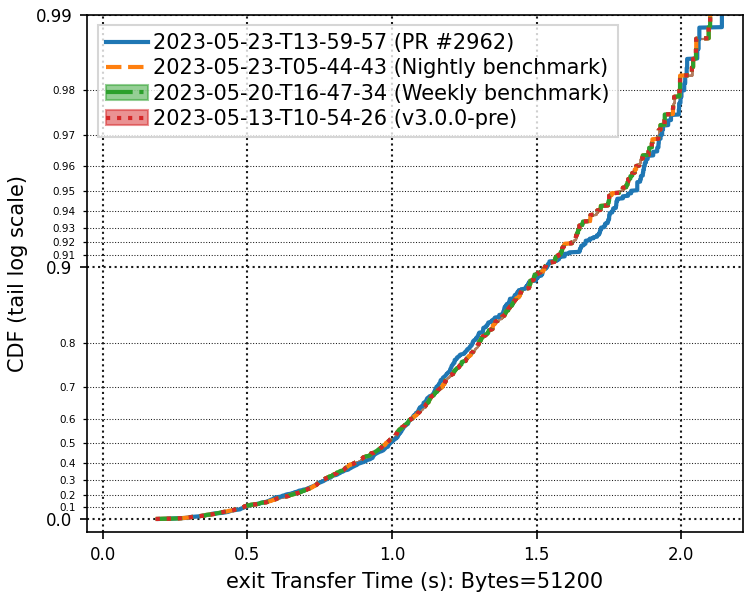 0.99
2023-05-23-T13-59-57 (PR #2962)
2023-05-23-T05-44-43 (Nightly benchmark)
2023-05-20-T16-47-34 (Weekly benchmark)
2023-05-13-T10-54-26 (v3.0.0-pre)
0.98
0.97
0.96
0.95
0.94
0.93
0.92
0.91
0.9
0.8
0.7
0.6
0.5
0.4
0.3
0.2
0.1
0.0
CDF (tail log scale)
0.0 0.5 1.0 1.5 2.0
exit Transfer Time (s): Bytes=51200